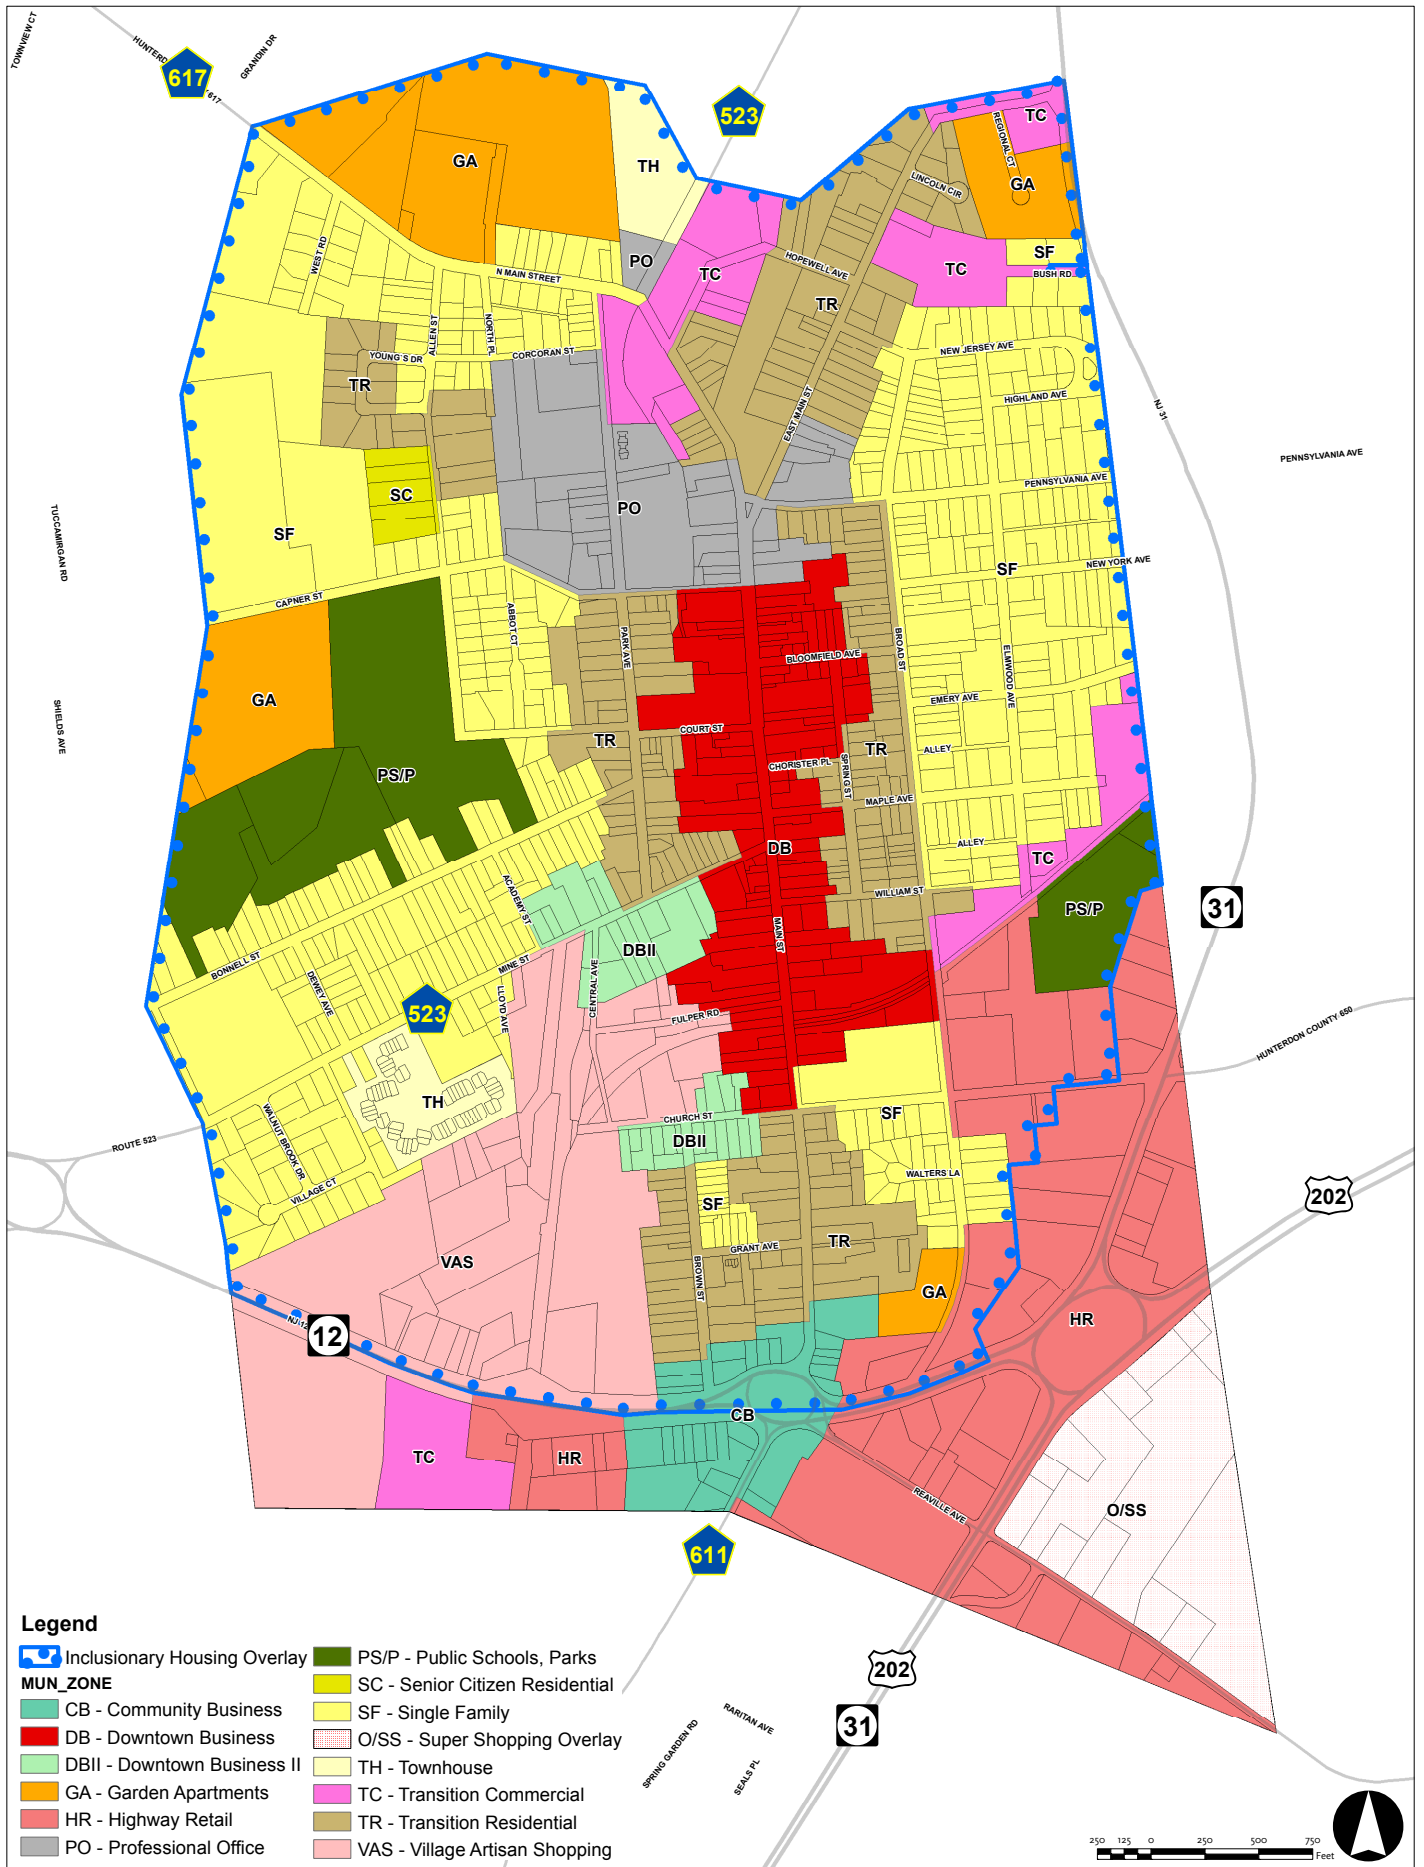 TOWNVIEW CT
HUNTERD
617
GRANDIN DR
617
523
TC
REGIONAL CT
GA
TH
LINCOLN CIR
GA
WEST RD
PO
TC
HOPEWELL AVE
TC
SF
BUSH RD
N MAIN STREET
TR
ALLEN ST
NORTH PL
YOUNG'S DR
CORCORAN ST
NEW JERSEY AVE
TR
HIGHLAND AVE
NJ 31
EAST MAIN ST
PENNSYLVANIA AVE
PENNSYLVANIA AVE
SC
PO
TUCCAMIRGAN RD
SF
SF
NEW YORK AVE
CAPNER ST
ABBOT CT
PARK AVE
BROAD ST
BLOOMFIELD AVE
ELMWOOD AVE
GA
EMERY AVE
SHIELDS AVE
COURT ST
TR
TR
ALLEY
CHORISTER PL
SPRING ST
PS/P
MAPLE AVE
DB
ALLEY
TC
ACADEMY ST
WILLIAM ST
PS/P
31
MAIN ST
DBII
BONNELL ST
MINE ST
DEWEY AVE
CENTRAL AVE
523
LLOYD AVE
FULPER RD
HUNTERDON COUNTY 650
TH
SF
CHURCH ST
DBII
WALNUT BROOK DR
ROUTE 523
WALTERS LA
VILLAGE CT
SF
202
TR
GRANT AVE
VAS
BROWN ST
GA
NJ 12
12
HR
CB
TC
HR
REAVILLE AVE
O/SS
611
202
31
RARITAN AVE
SPRING GARDEN RD
SEALS PL
Legend
Inclusionary Housing Overlay
MUN_ZONE
CB - Community Business
DB - Downtown Business
DBII - Downtown Business II
GA - Garden Apartments
HR - Highway Retail
PO - Professional Office
PS/P - Public Schools, Parks
SC - Senior Citizen Residential
SF - Single Family
O/SS - Super Shopping Overlay
TH - Townhouse
TC - Transition Commercial
TR - Transition Residential
VAS - Village Artisan Shopping
250 125 0 250 500 750
Feet